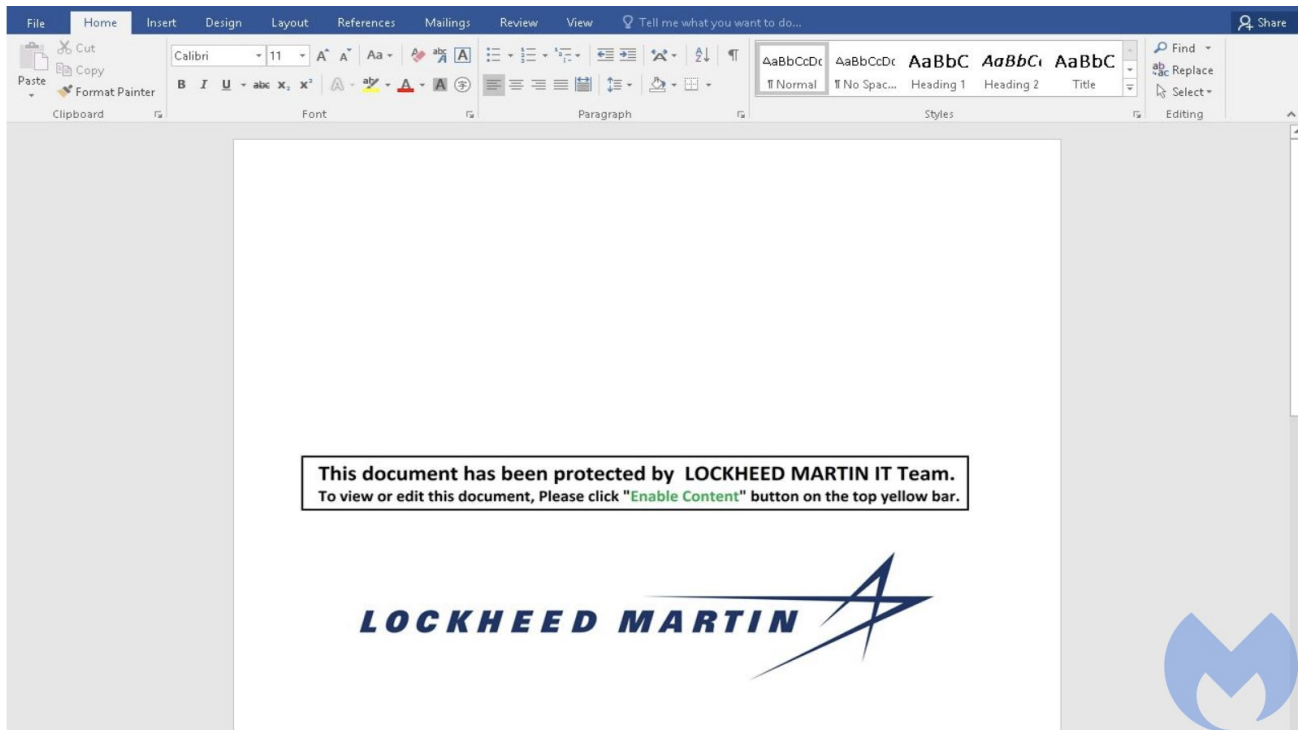 File Home Insert Design Layout References Mailings Review View Tell me what you want to do... Share
Cut
Copy
Paste
Format Painter
Clipboard
Calibri 11
Font
Paragraph
AaBbCcDc AaBbCcDc AaBbC AaBbCc AaBbC
¶ Normal ¶ No Spac... Heading 1 Heading 2 Title
Styles
Find
Replace
Select
Editing
This document has been protected by LOCKHEED MARTIN IT Team.
To view or edit this document, Please click "Enable Content" button on the top yellow bar.
LOCKHEED MARTIN